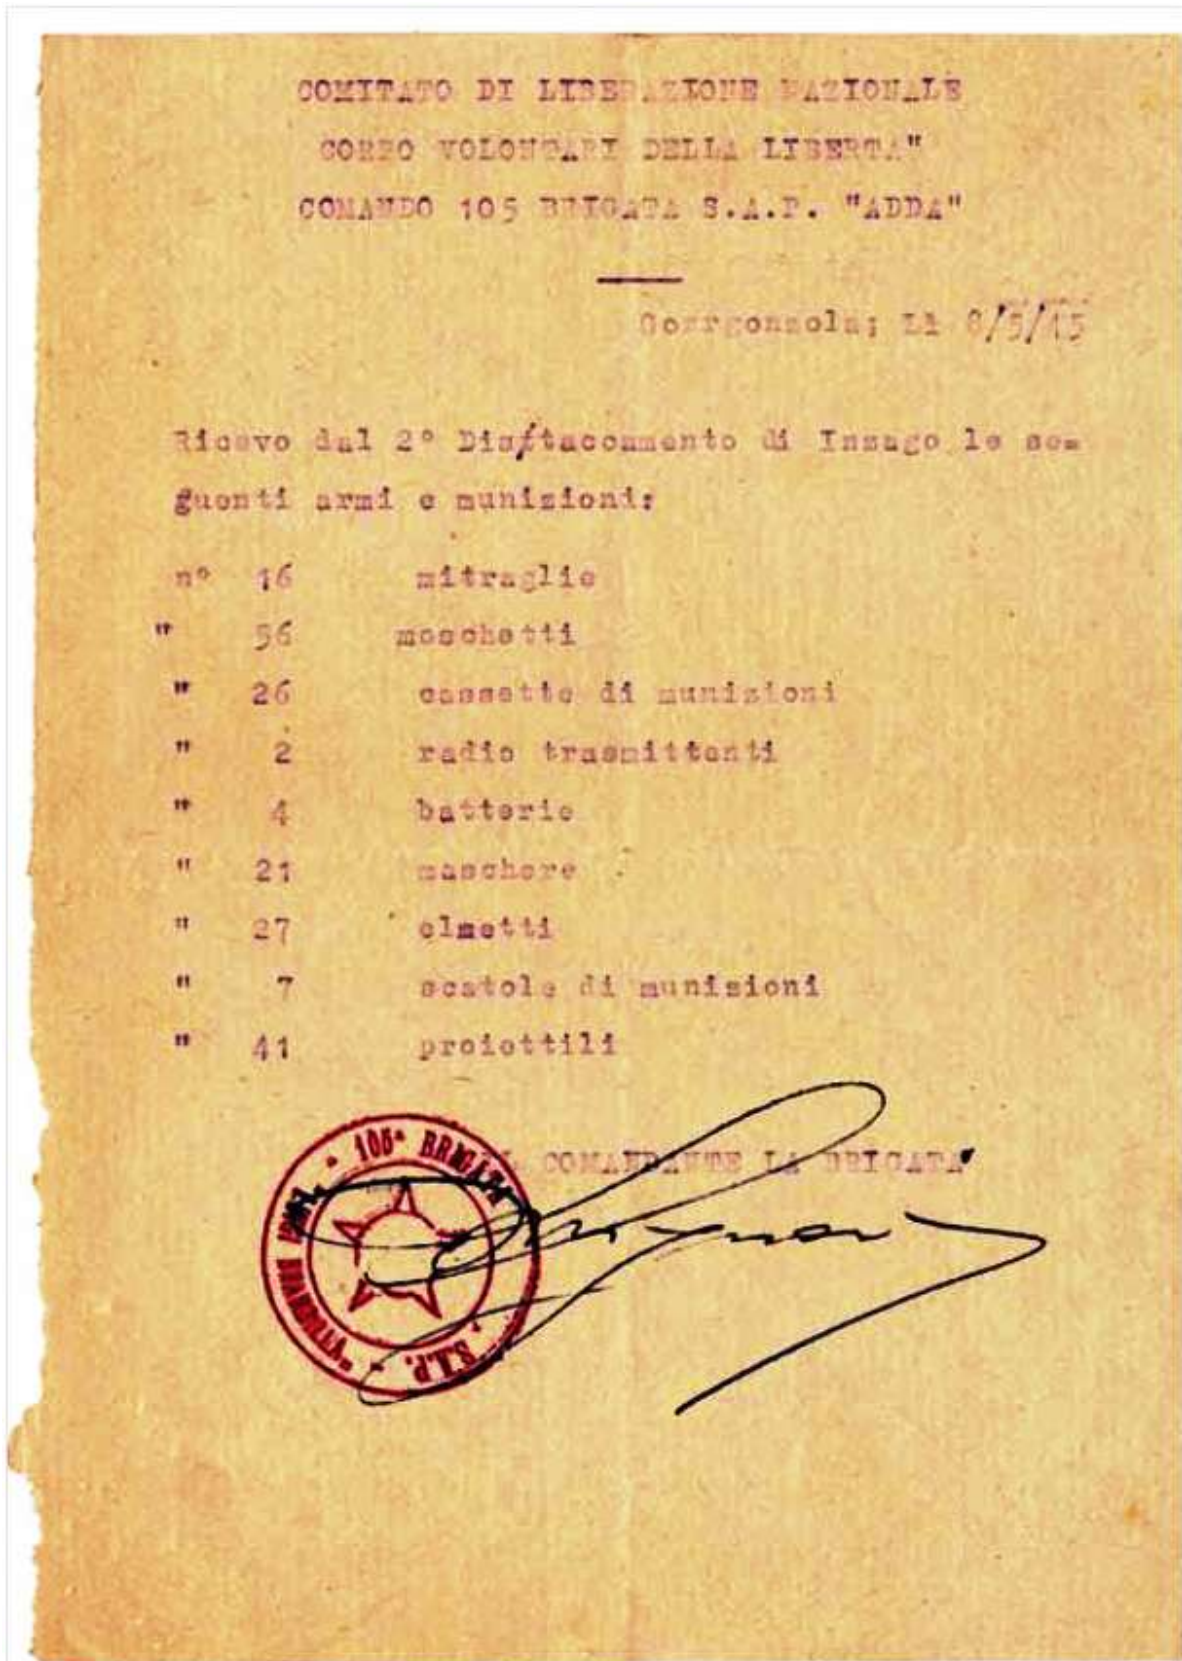 COMITATO DI LIBERAZIONE NAZIONALE
CORPO VOLONTARI DELLA LIBERTA"
COMANDO 105 BRIGATA S.A.P. "ADDA"
Goergonzola; Li 8/5/45
Ricevo dal 2° Distaccamento di Inzago le se=
guenti armi e munizioni:
n° 16 mitraglie
" 56 moschetti
" 26 cassette di munizioni
" 2 radio trasmittenti
" 4 batterie
" 21 maschere
" 27 elmetti
" 7 scatole di munizioni
" 41 proiettili
COMANDANTE LA BRIGATA
105ª BRIGATA
S.A.P.